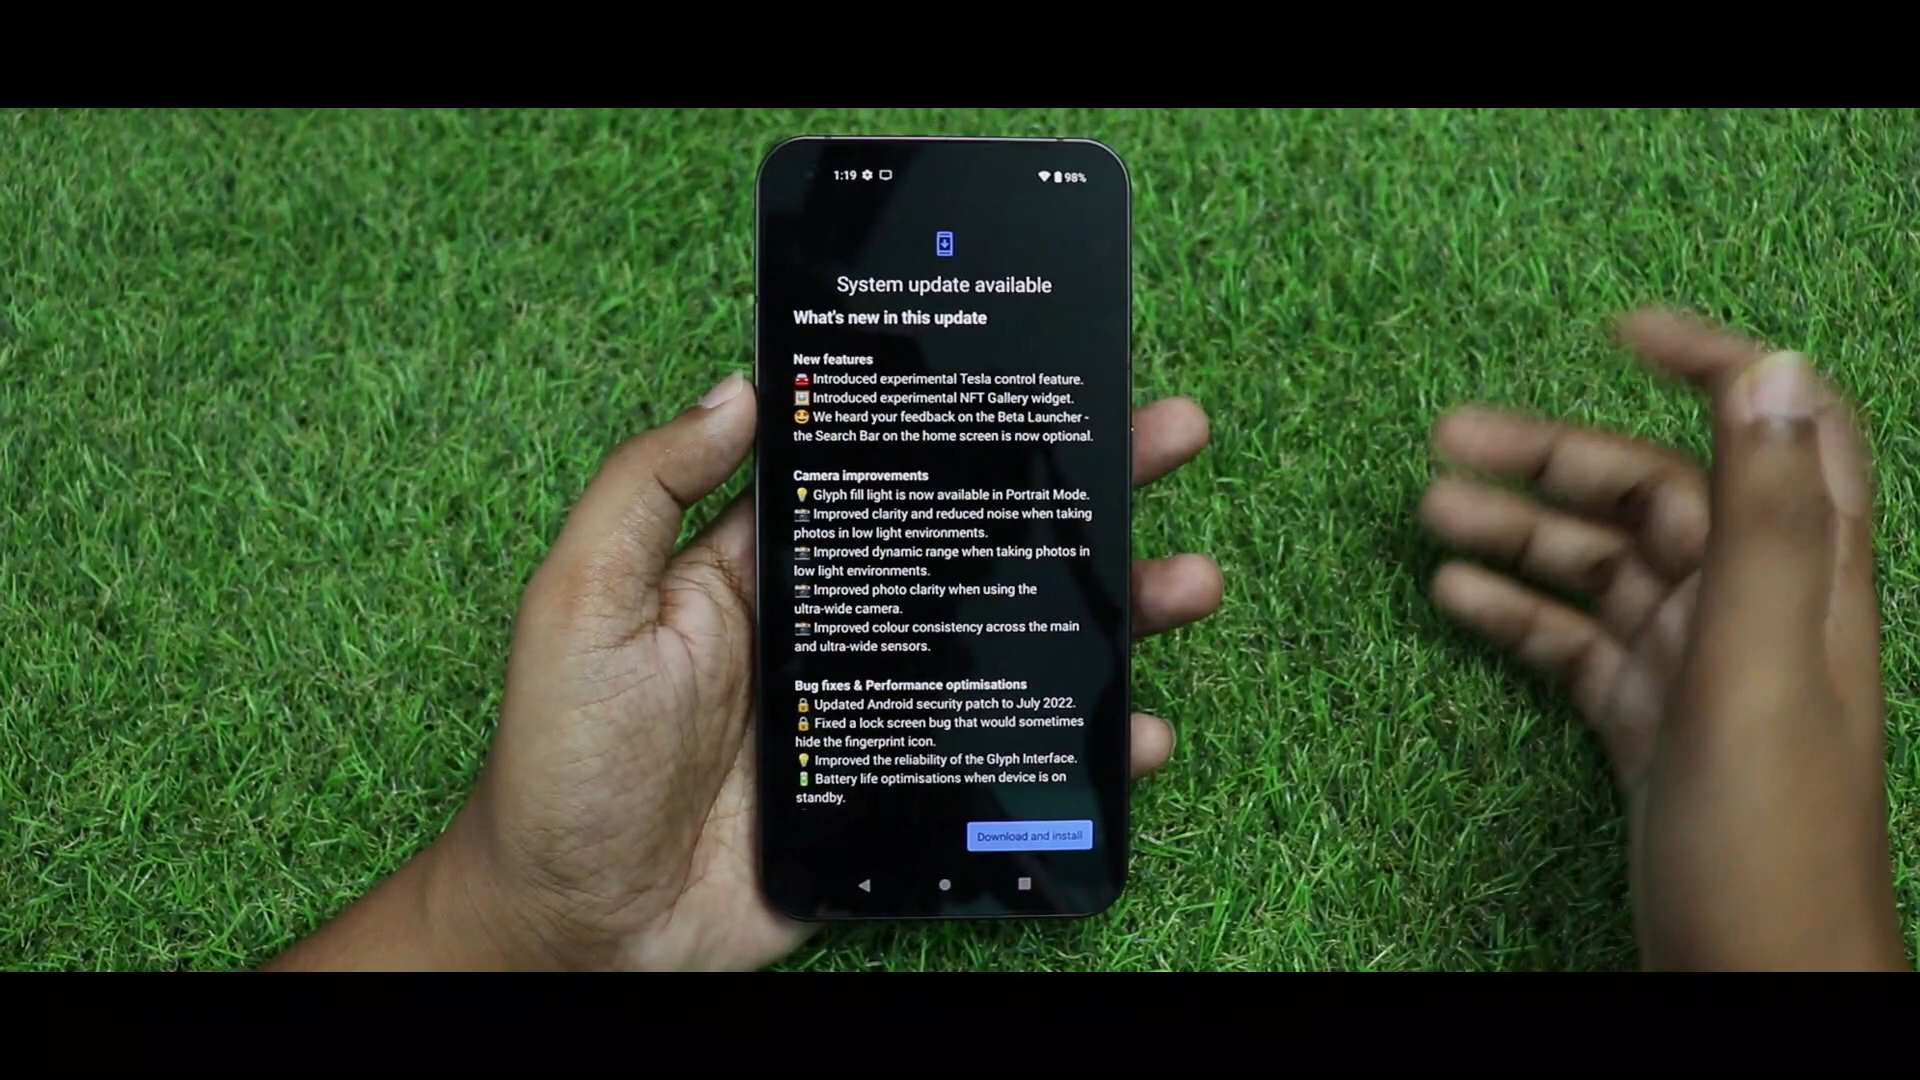 1:19 98%
System update available
What's new in this update
New features
🚘 Introduced experimental Tesla control feature.
🖼️ Introduced experimental NFT Gallery widget.
🤩 We heard your feedback on the Beta Launcher -
the Search Bar on the home screen is now optional.
Camera improvements
💡 Glyph fill light is now available in Portrait Mode.
📸 Improved clarity and reduced noise when taking
photos in low light environments.
📸 Improved dynamic range when taking photos in
low light environments.
📸 Improved photo clarity when using the
ultra-wide camera.
📸 Improved colour consistency across the main
and ultra-wide sensors.
Bug fixes & Performance optimisations
🔒 Updated Android security patch to July 2022.
🔒 Fixed a lock screen bug that would sometimes
hide the fingerprint icon.
💡 Improved the reliability of the Glyph Interface.
🔋 Battery life optimisations when device is on
standby.
Download and install